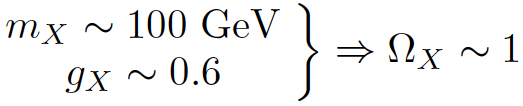 m_X ∼ 100 GeV
g_X ∼ 0.6 } ⇒ Ω_X ∼ 1